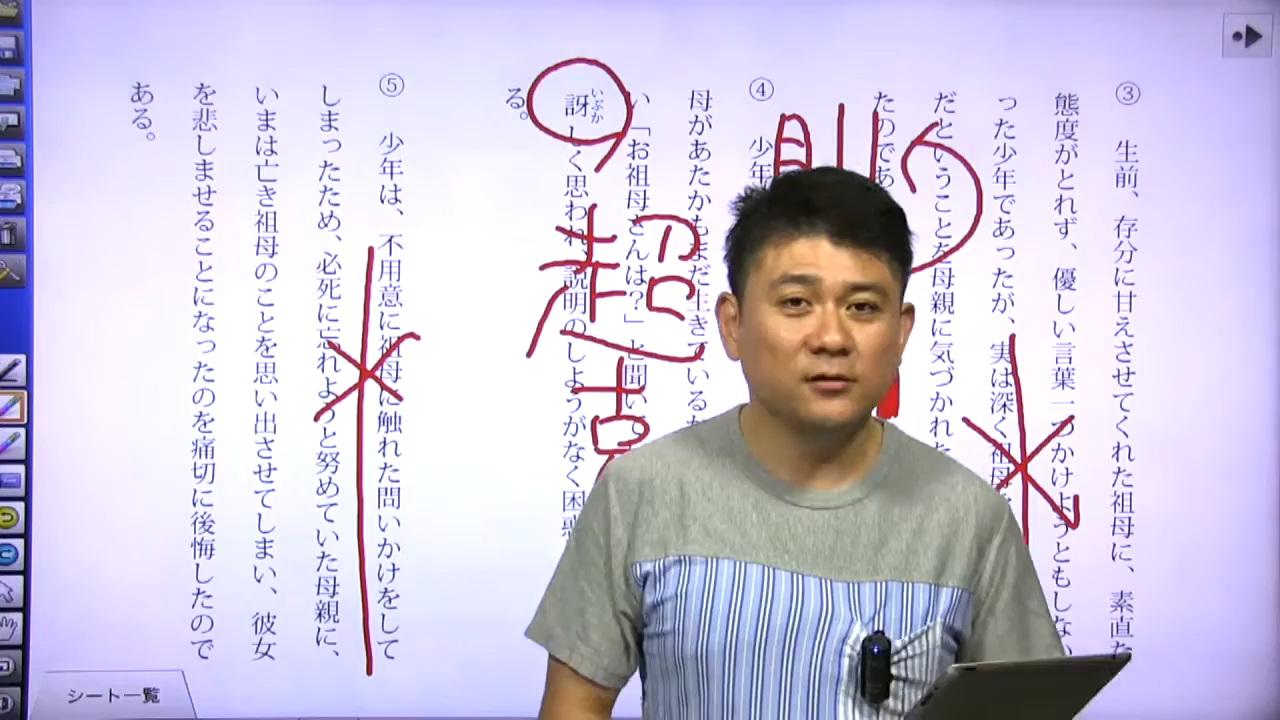 ③ 生前、存分に甘えさせてくれた祖母に、素直な
態度がとれず、優しい言葉一つかけようともしない
った少年であったが、実は深く祖母を
だということを母親に気づかれた
たのであ
④ 少年
母があたかもまだ生きているか
い「お祖母さんは?」と聞いて
訝しく思われ、説明のしようがなく困惑
いぶか
る。
⑤ 少年は、不用意に祖母に触れた問いかけをして
しまったため、必死に忘れようと努めていた母親に、
いまは亡き祖母のことを思い出させてしまい、彼女
を悲しませることになったのを痛切に後悔したので
ある。
シート一覧